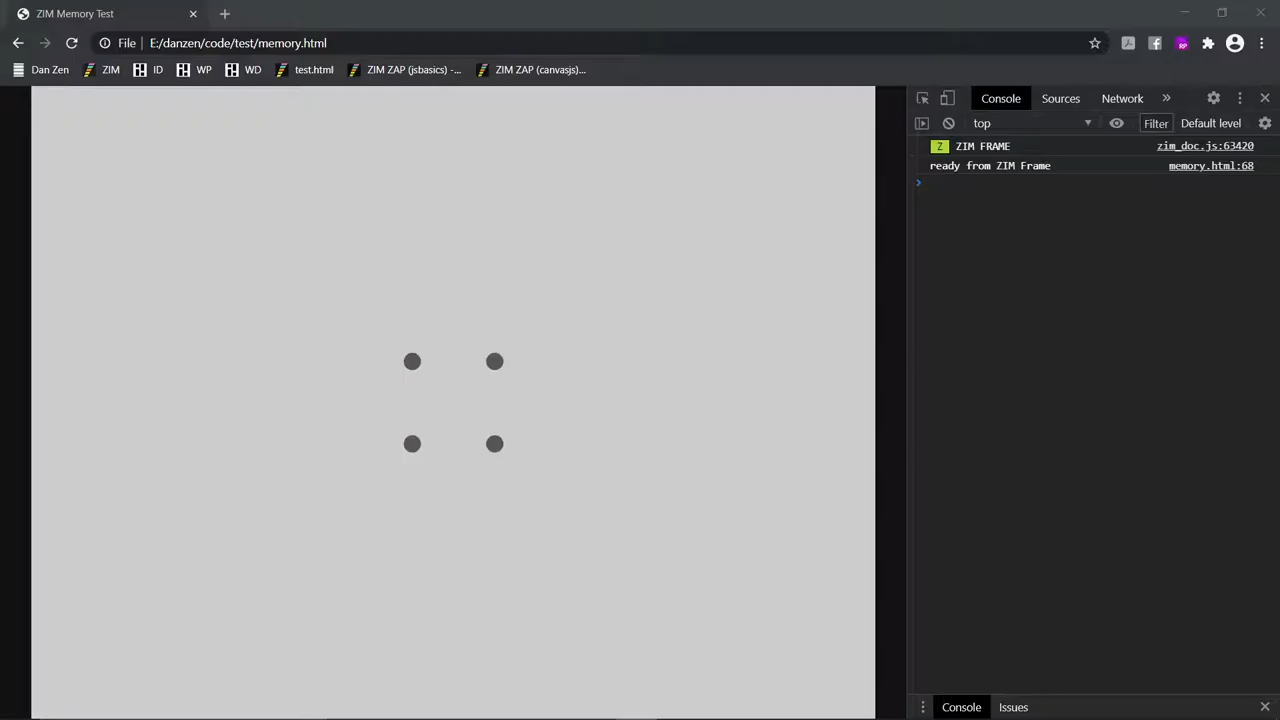 ZIM Memory Test
File E:/danzen/code/test/memory.html
Dan Zen ZIM ID WP WD test.html ZIM ZAP (jsbasics) -... ZIM ZAP (canvasjs)...
Console Sources Network »
top Filter Default level
Z ZIM FRAME zim_doc.js:63420
ready from ZIM Frame memory.html:68
Console Issues